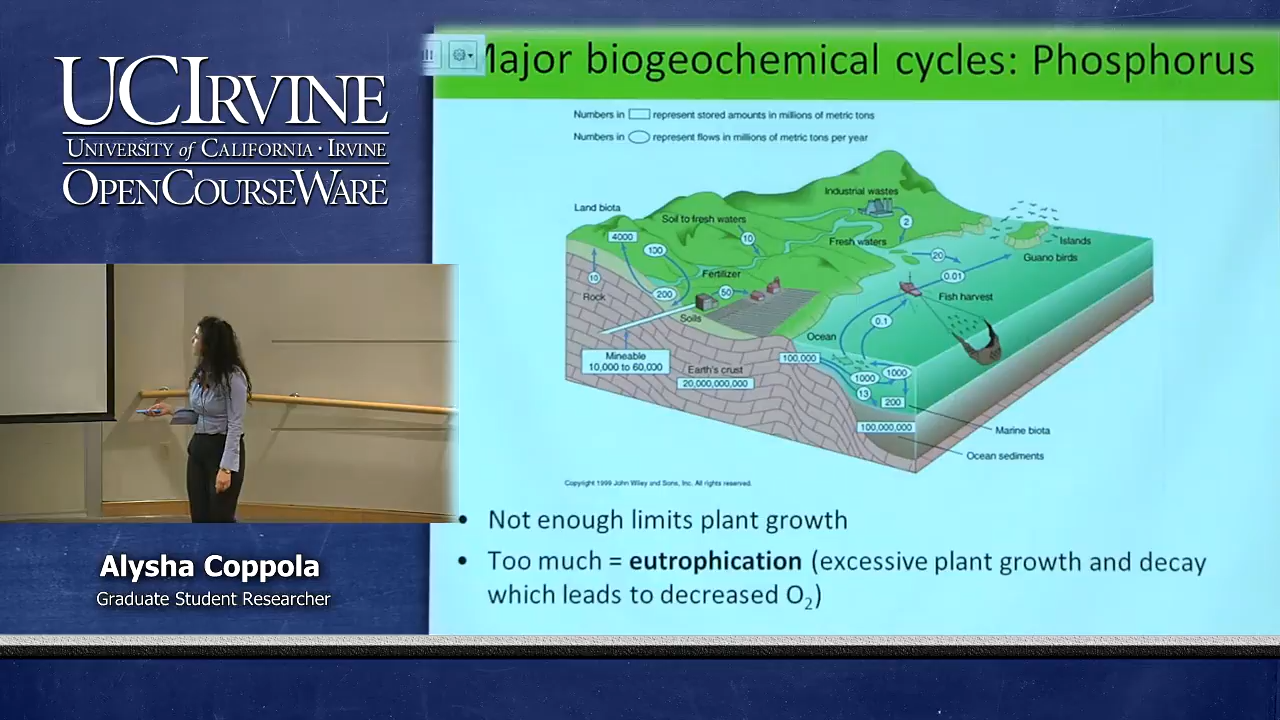 UCIRVINE
UNIVERSITY of CALIFORNIA · IRVINE
OPENCOURSEWARE
Alysha Coppola
Graduate Student Researcher
Major biogeochemical cycles: Phosphorus
Numbers in represent stored amounts in millions of metric tons
Numbers in represent flows in millions of metric tons per year
Industrial wastes
Land biota
Soil to fresh waters
2
4000
10
Fresh waters
Islands
100
20
Guano birds
0.01
10
Fertilizer
Rock
200
50
Fish harvest
Soils
0.1
Ocean
Mineable
10,000 to 60,000
100,000
Earth's crust
20,000,000,000
1000
1000
13
200
100,000,000
Marine biota
Ocean sediments
Copyright 1999 John Wiley and Sons, Inc. All rights reserved.
• Not enough limits plant growth
• Too much = eutrophication (excessive plant growth and decay
which leads to decreased O₂)